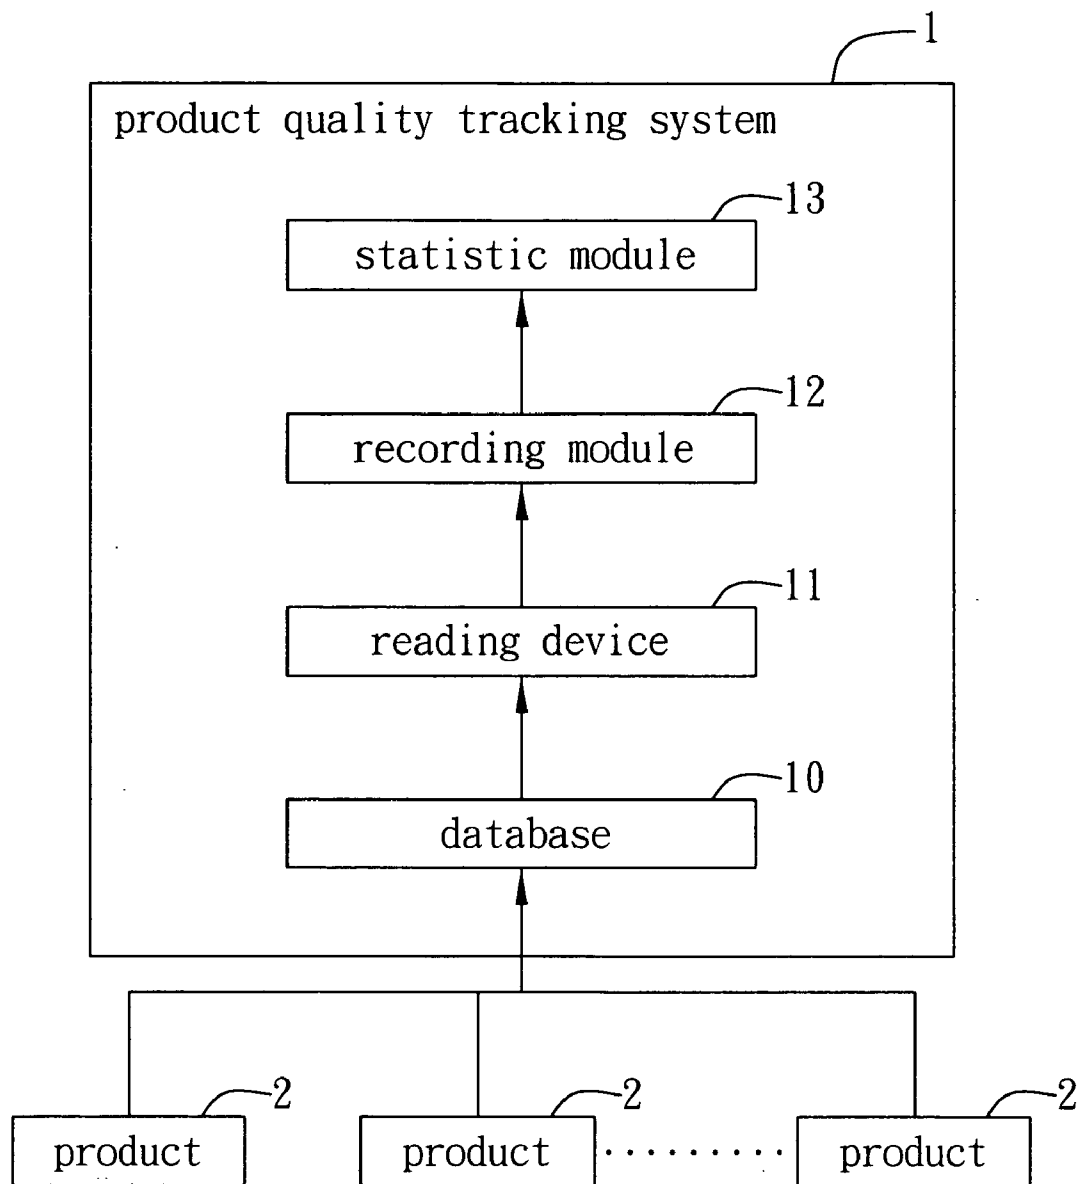 1
product quality tracking system
13
statistic module
12
recording module
11
reading device
10
database
2 2 2
product product ......... product